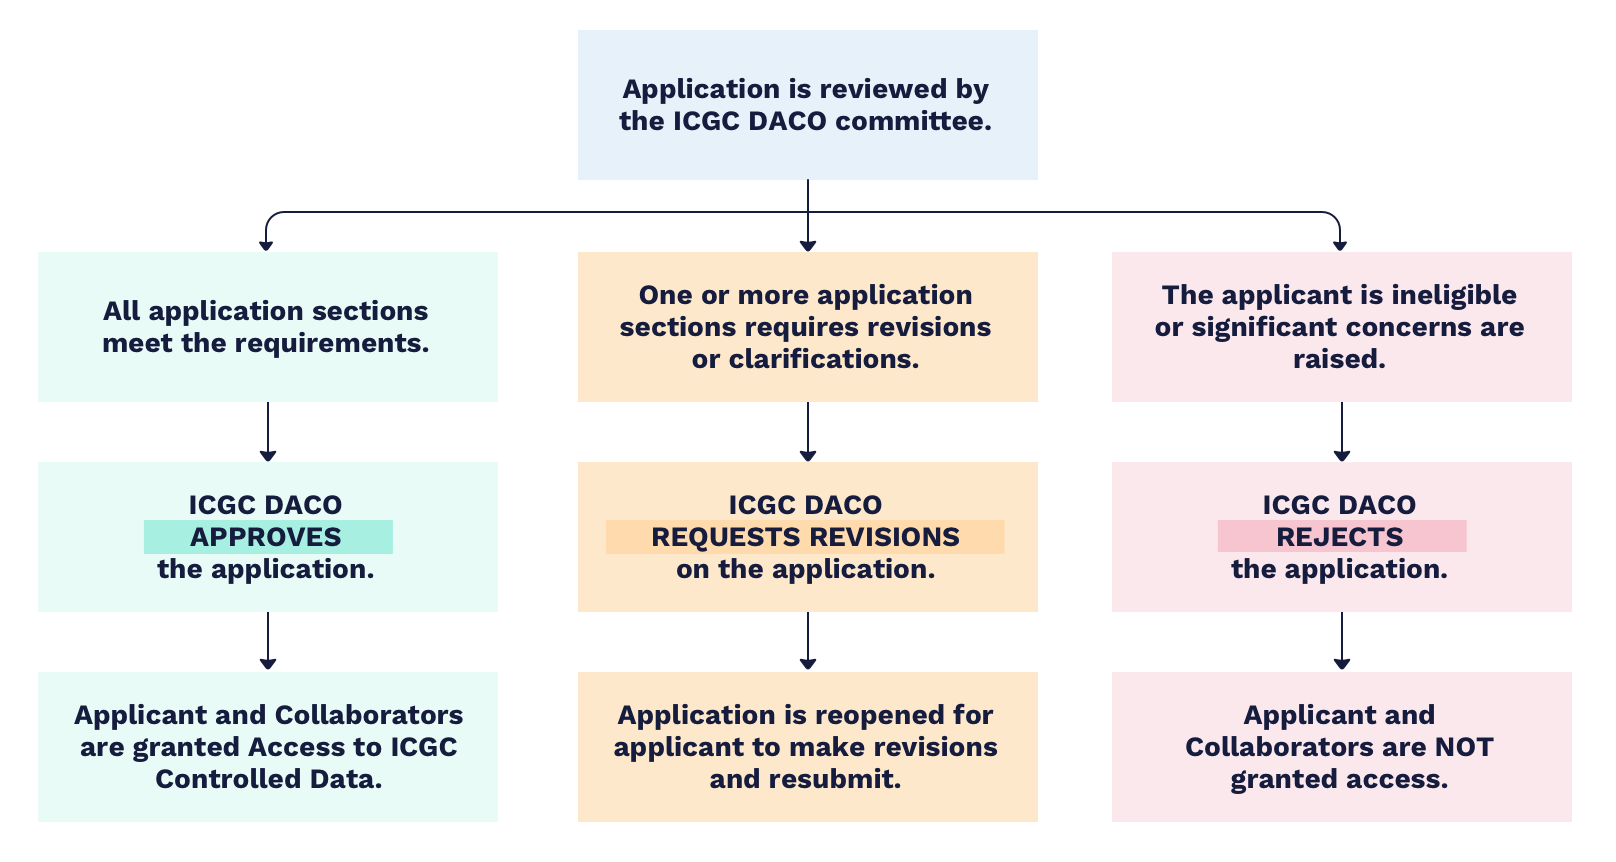 Application is reviewed by
the ICGC DACO committee.
All application sections
meet the requirements.
One or more application
sections requires revisions
or clarifications.
The applicant is ineligible
or significant concerns are
raised.
ICGC DACO
APPROVES
the application.
ICGC DACO
REQUESTS REVISIONS
on the application.
ICGC DACO
REJECTS
the application.
Applicant and Collaborators
are granted Access to ICGC
Controlled Data.
Application is reopened for
applicant to make revisions
and resubmit.
Applicant and
Collaborators are NOT
granted access.